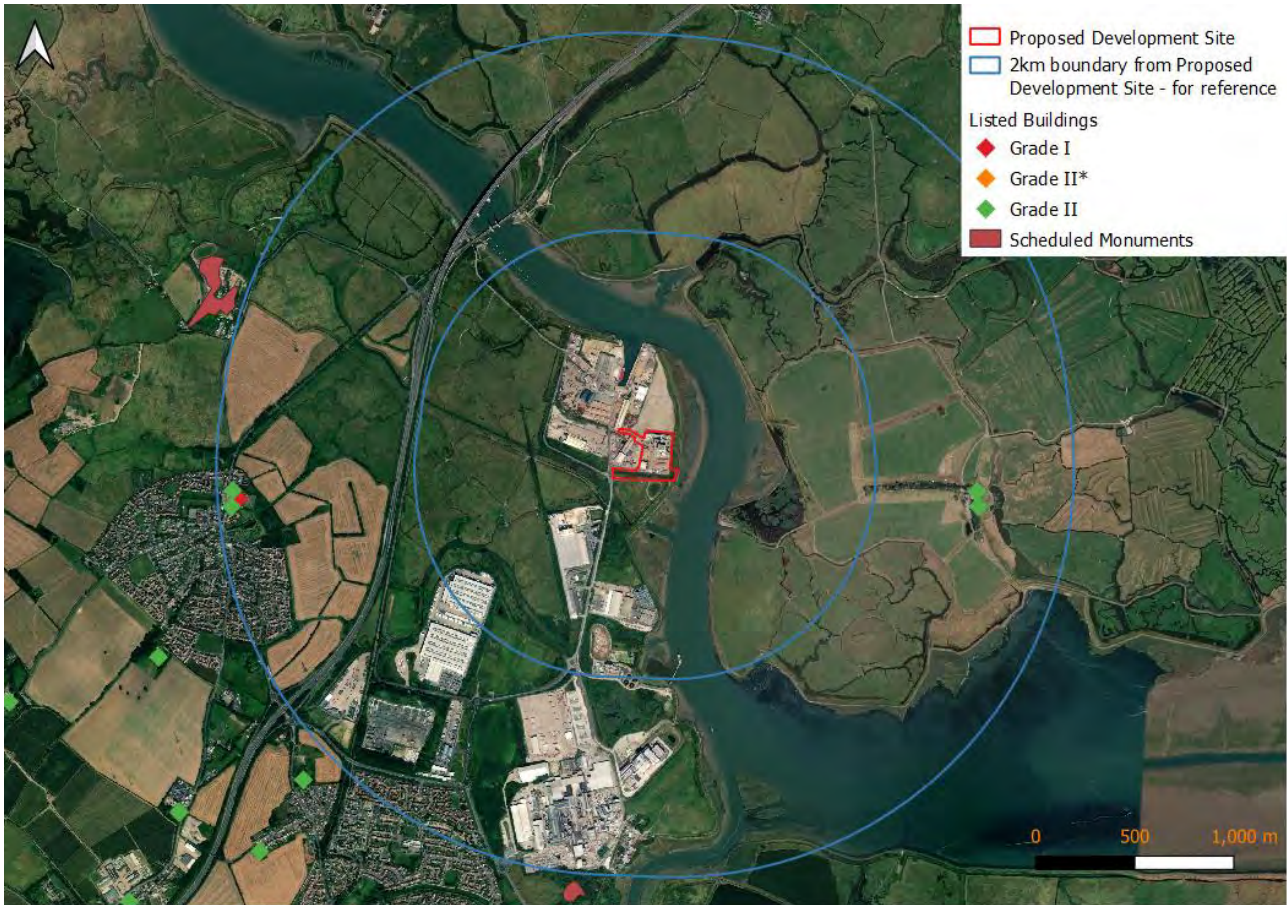 Proposed Development Site
2km boundary from Proposed
Development Site - for reference
Listed Buildings
Grade I
Grade II*
Grade II
Scheduled Monuments
0 500 1,000 m